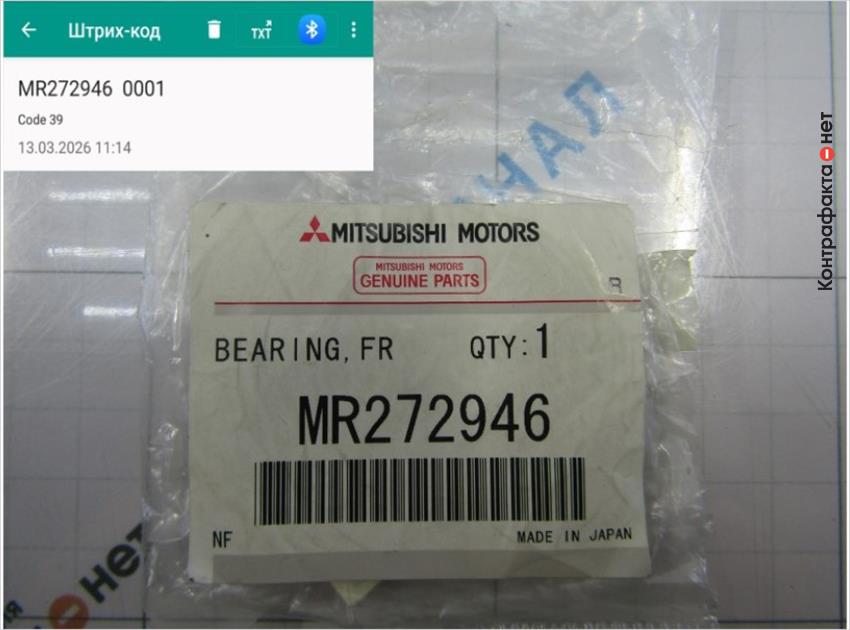 Штрих-код
TXT
MR272946 0001
Code 39
13.03.2026 11:14
Контрафакта нет
MITSUBISHI MOTORS
MITSUBISHI MOTORS
GENUINE PARTS
R
BEARING, FR QTY: 1
MR272946
NF MADE IN JAPAN
нет